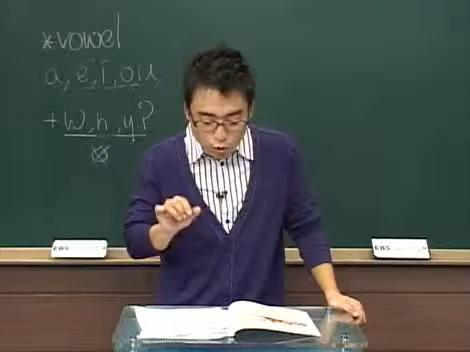 *vowel
a, e, i, o, u,
+ w, h, y?
EBS
EBS